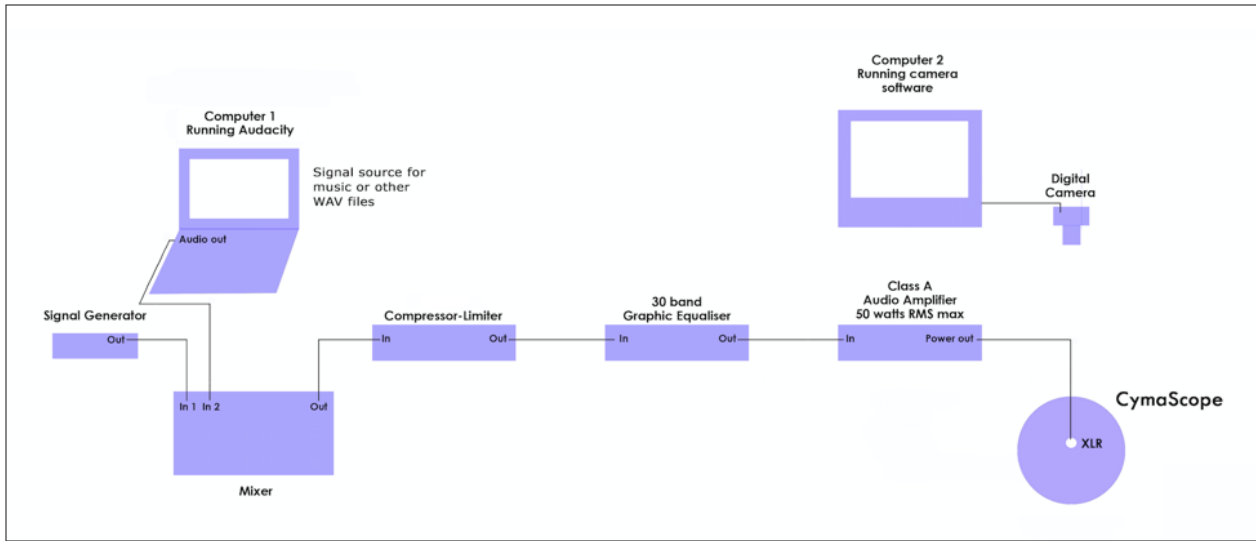 Computer 2
Running camera
software
Computer 1
Running Audacity
Signal source for
music or other
WAV files
Digital
Camera
Audio out
Signal Generator
Out
Compressor-Limiter
In
Out
30 band
Graphic Equaliser
In
Out
Class A
Audio Amplifier
50 watts RMS max
In
Power out
In 1
In 2
Out
Mixer
CymaScope
XLR